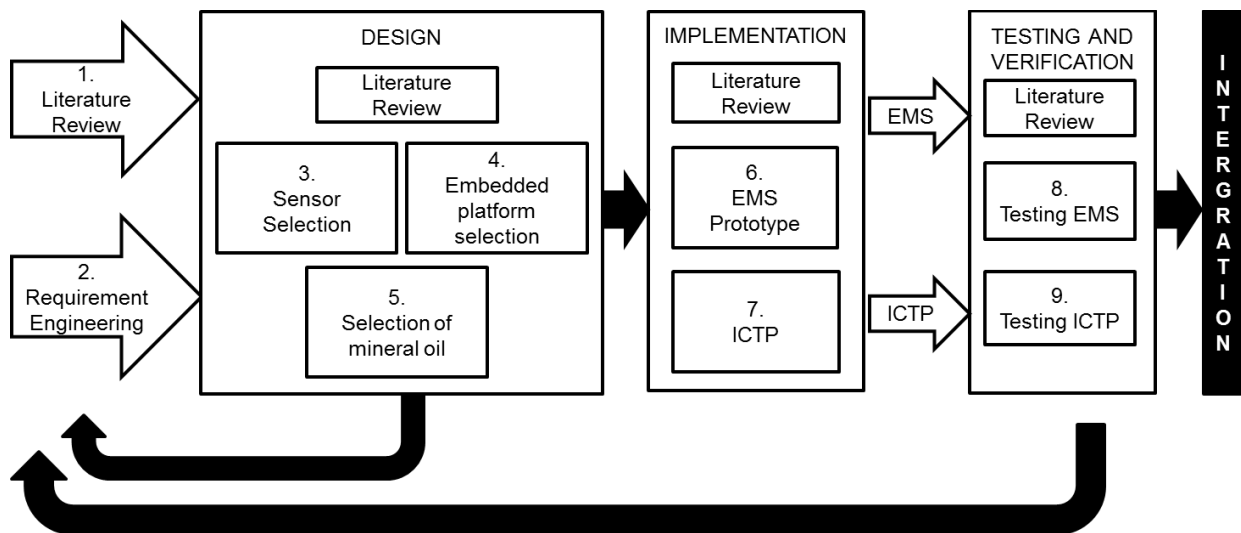 1.
Literature
Review
2.
Requirement
Engineering
DESIGN
Literature
Review
3.
Sensor
Selection
4.
Embedded
platform
selection
5.
Selection of
mineral oil
IMPLEMENTATION
Literature
Review
6.
EMS
Prototype
7.
ICTP
EMS
ICTP
TESTING AND
VERIFICATION
Literature
Review
8.
Testing EMS
9.
Testing ICTP
INTERGRATION